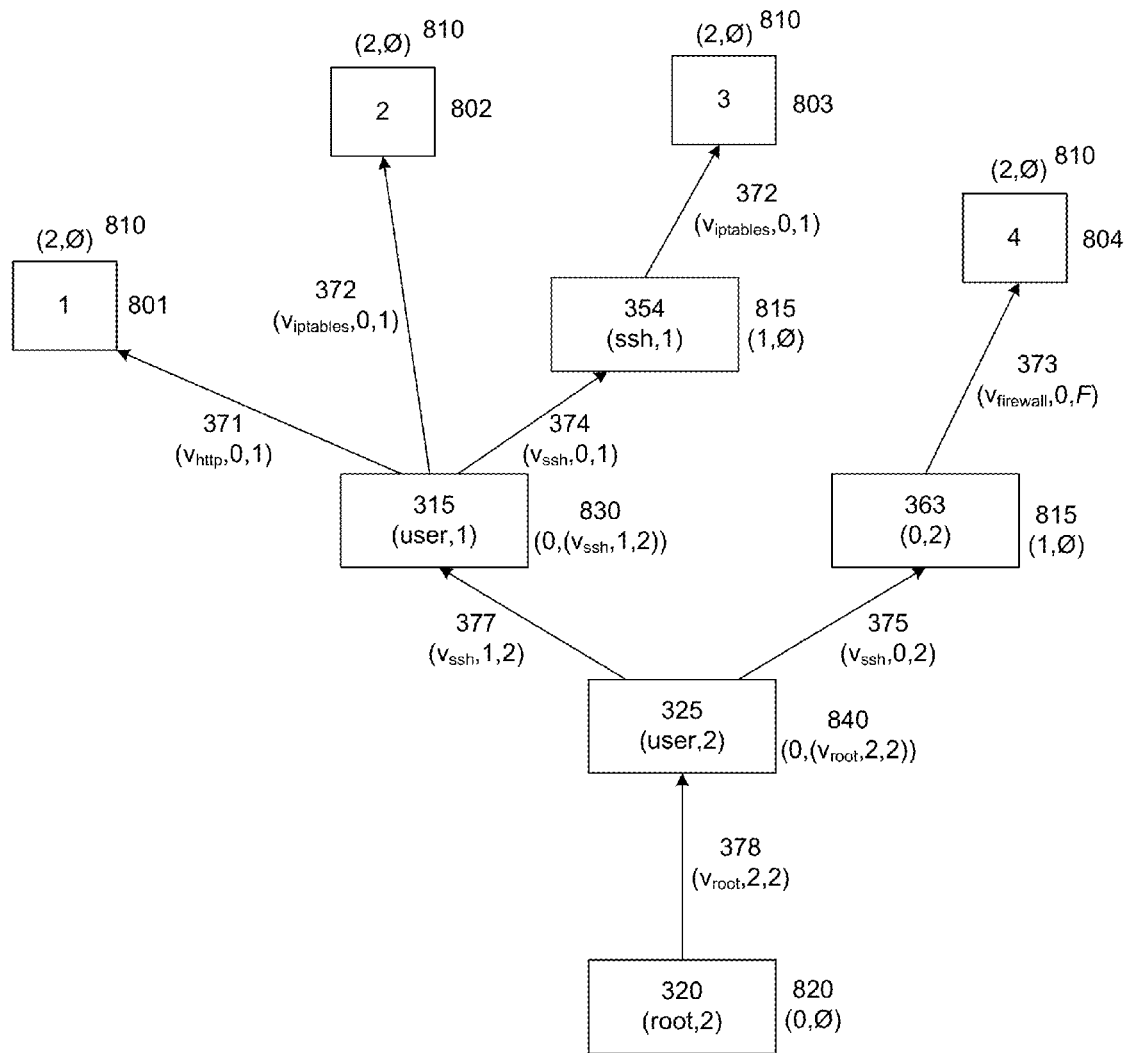 (2,Ø) 810
2
802
(2,Ø) 810
3
803
(2,Ø) 810
4
804
(2,Ø) 810
1
801
372
(v_iptables,0,1)
372
(v_iptables,0,1)
354
(ssh,1)
815
(1,Ø)
373
(v_firewall,0,F)
371
(v_http,0,1)
374
(v_ssh,0,1)
315
(user,1)
830
(0,(v_ssh,1,2))
363
(0,2)
815
(1,Ø)
377
(v_ssh,1,2)
375
(v_ssh,0,2)
325
(user,2)
840
(0,(v_root,2,2))
378
(v_root,2,2)
320
(root,2)
820
(0,Ø)